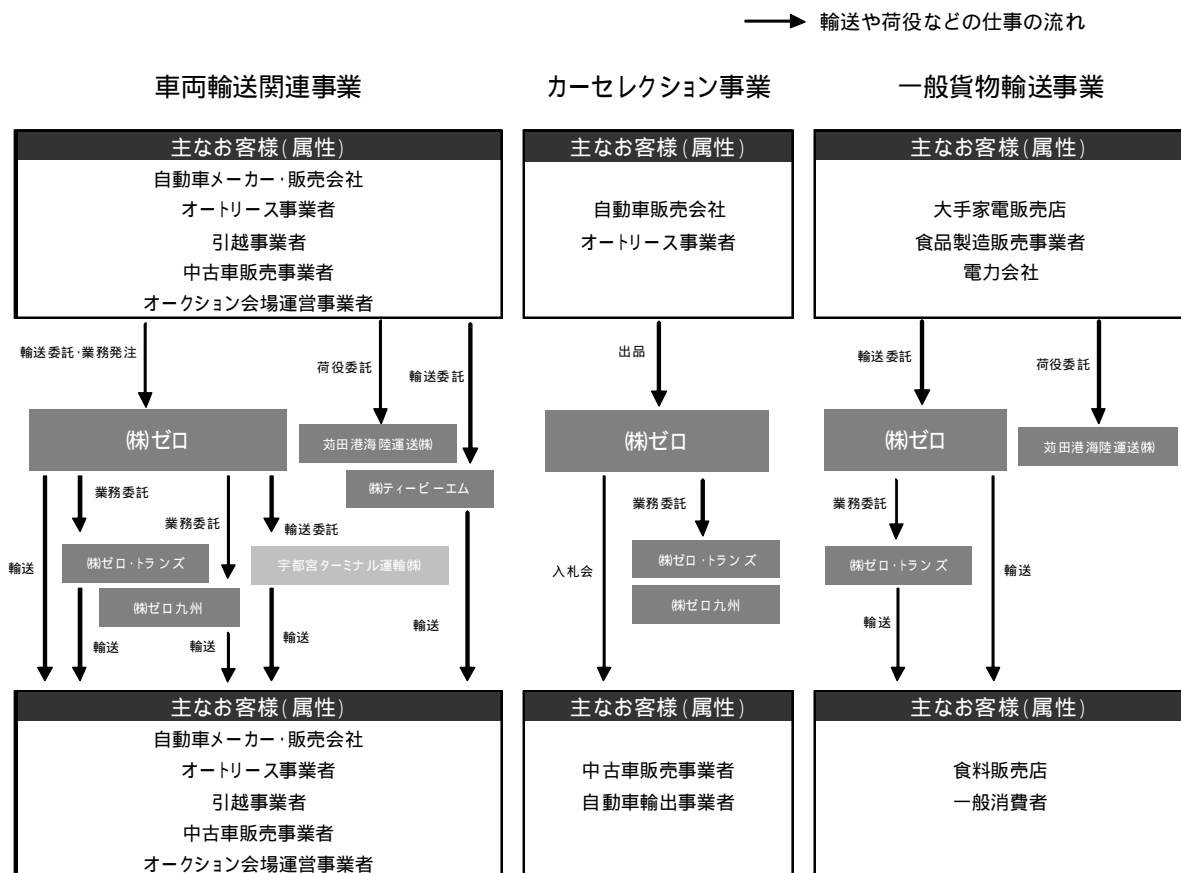 輸送や荷役などの仕事の流れ
車両輸送関連事業
主なお客様(属性)
自動車メーカー・販売会社
オートリース事業者
引越事業者
中古車販売事業者
オークション会場運営事業者
輸送委託・業務発注
荷役委託
輸送委託
㈱ゼロ
苅田港海陸運送㈱
㈱ティービーエム
業務委託
業務委託
輸送委託
輸送
㈱ゼロ・トランズ
宇都宮ターミナル運輸㈱
㈱ゼロ九州
輸送
輸送
輸送
輸送
主なお客様(属性)
自動車メーカー・販売会社
オートリース事業者
引越事業者
中古車販売事業者
オークション会場運営事業者
カーセレクション事業
主なお客様(属性)
自動車販売会社
オートリース事業者
出品
㈱ゼロ
業務委託
入札会
㈱ゼロ・トランズ
㈱ゼロ九州
主なお客様(属性)
中古車販売事業者
自動車輸出事業者
一般貨物輸送事業
主なお客様(属性)
大手家電販売店
食品製造販売事業者
電力会社
輸送委託
荷役委託
㈱ゼロ
苅田港海陸運送㈱
業務委託
㈱ゼロ・トランズ
輸送
輸送
主なお客様(属性)
食料販売店
一般消費者